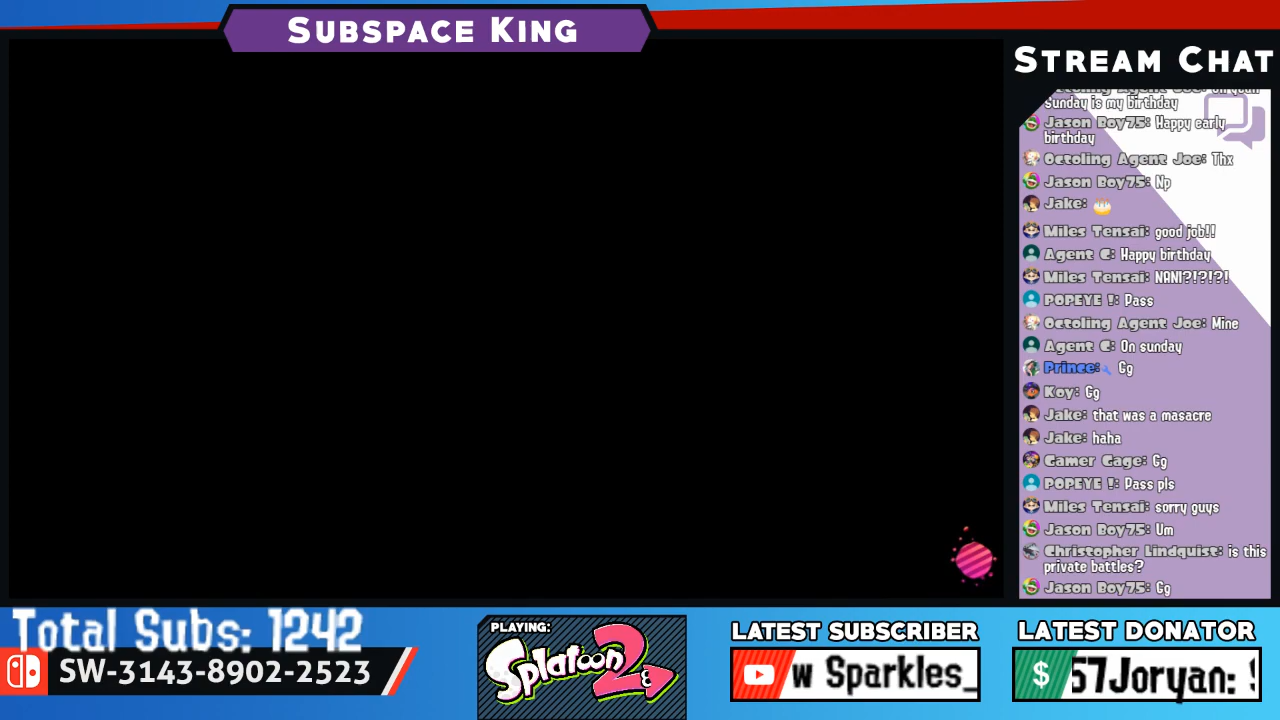 Subspace King
Stream Chat
Sunday is my birthday
Jason Boy75: Happy early
birthday
Octoling Agent Joe: Thx
Jason Boy75: Np
Jake:
Miles Tensai: good job!!
Agent C: Happy birthday
Miles Tensai: NANI?!?!?!
POPEYE !: Pass
Octoling Agent Joe: Mine
Agent C: On sunday
Prince: Gg
Koy: Gg
Jake: that was a masacre
Jake: haha
Gamer Gage: Gg
POPEYE !: Pass pls
Miles Tensai: sorry guys
Jason Boy75: Um
Christopher Lindquist: is this
private battles?
Jason Boy75: Gg
Total Subs: 1242
SW-3143-8902-2523
PLAYING:
Splatoon 2
LATEST SUBSCRIBER
w Sparkles_
LATEST DONATOR
$ 57Joryan: